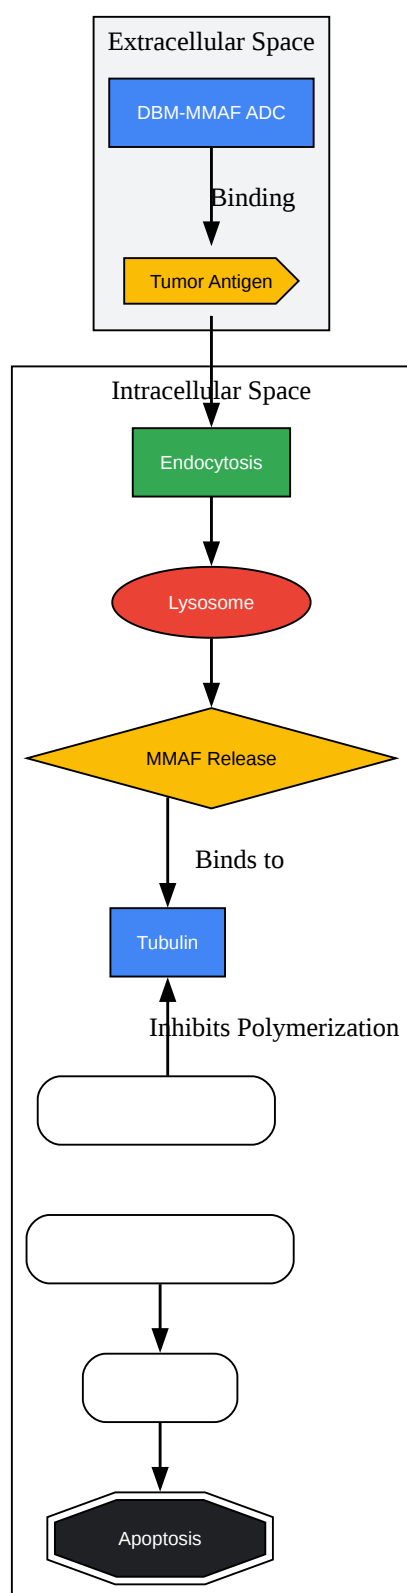 Extracellular Space
DBM-MMAF ADC
Binding
Tumor Antigen
Intracellular Space
Endocytosis
Lysosome
MMAF Release
Binds to
Tubulin
Inhibits Polymerization
Apoptosis